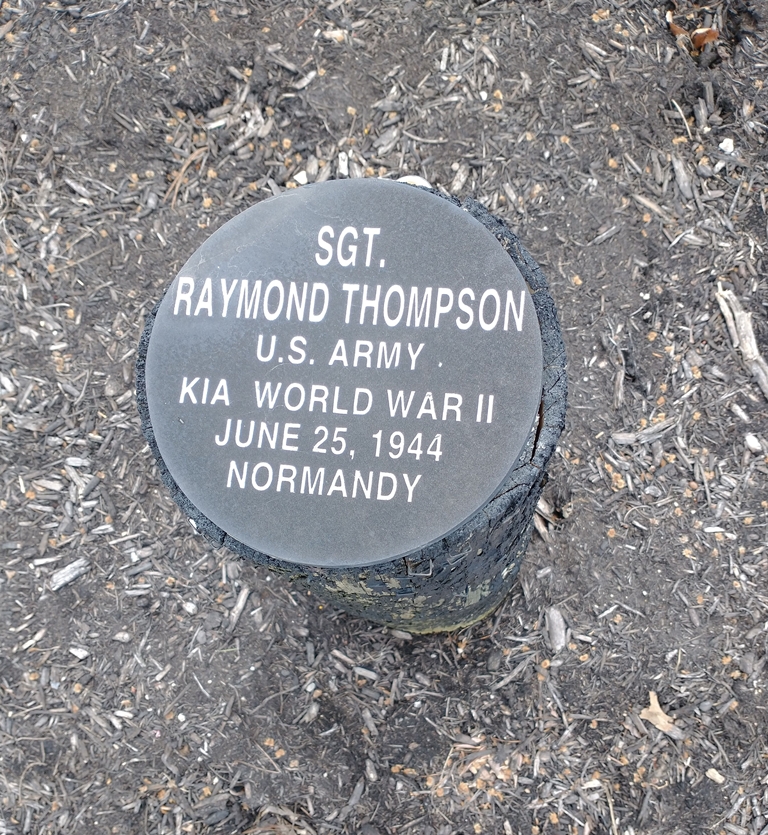 SGT.
RAYMOND THOMPSON
U.S. ARMY
KIA WORLD WAR II
JUNE 25, 1944
NORMANDY